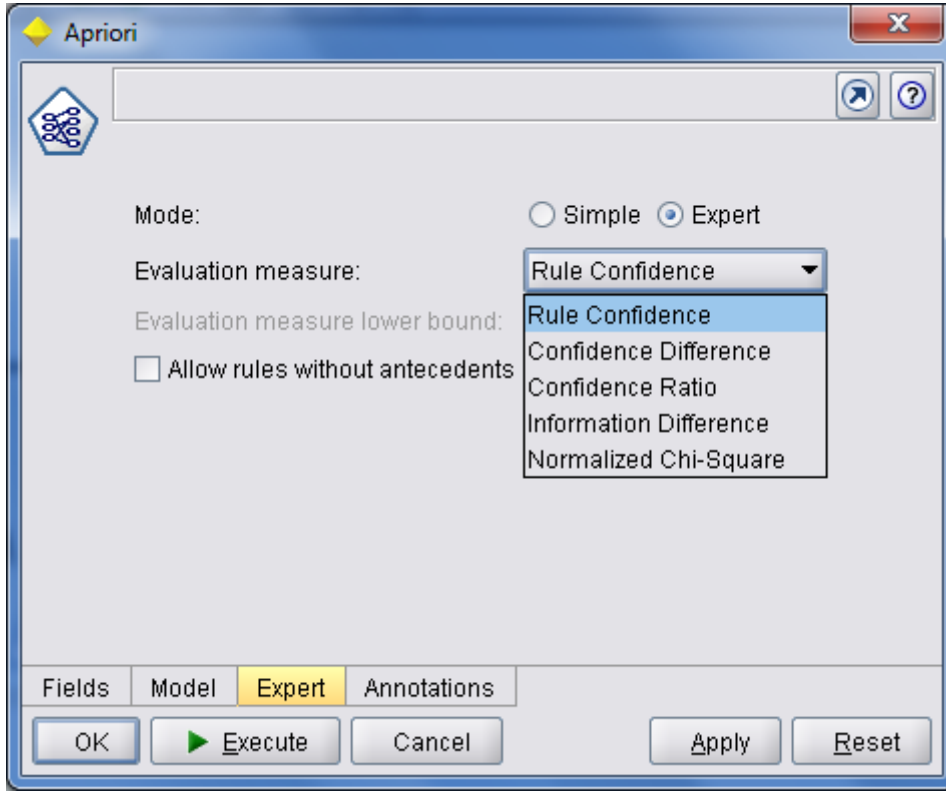 Apriori
Mode: Simple Expert
Evaluation measure: Rule Confidence
Evaluation measure lower bound: Rule Confidence
Confidence Difference
Allow rules without antecedents
Confidence Ratio
Information Difference
Normalized Chi-Square
Fields Model Expert Annotations
OK Execute Cancel Apply Reset